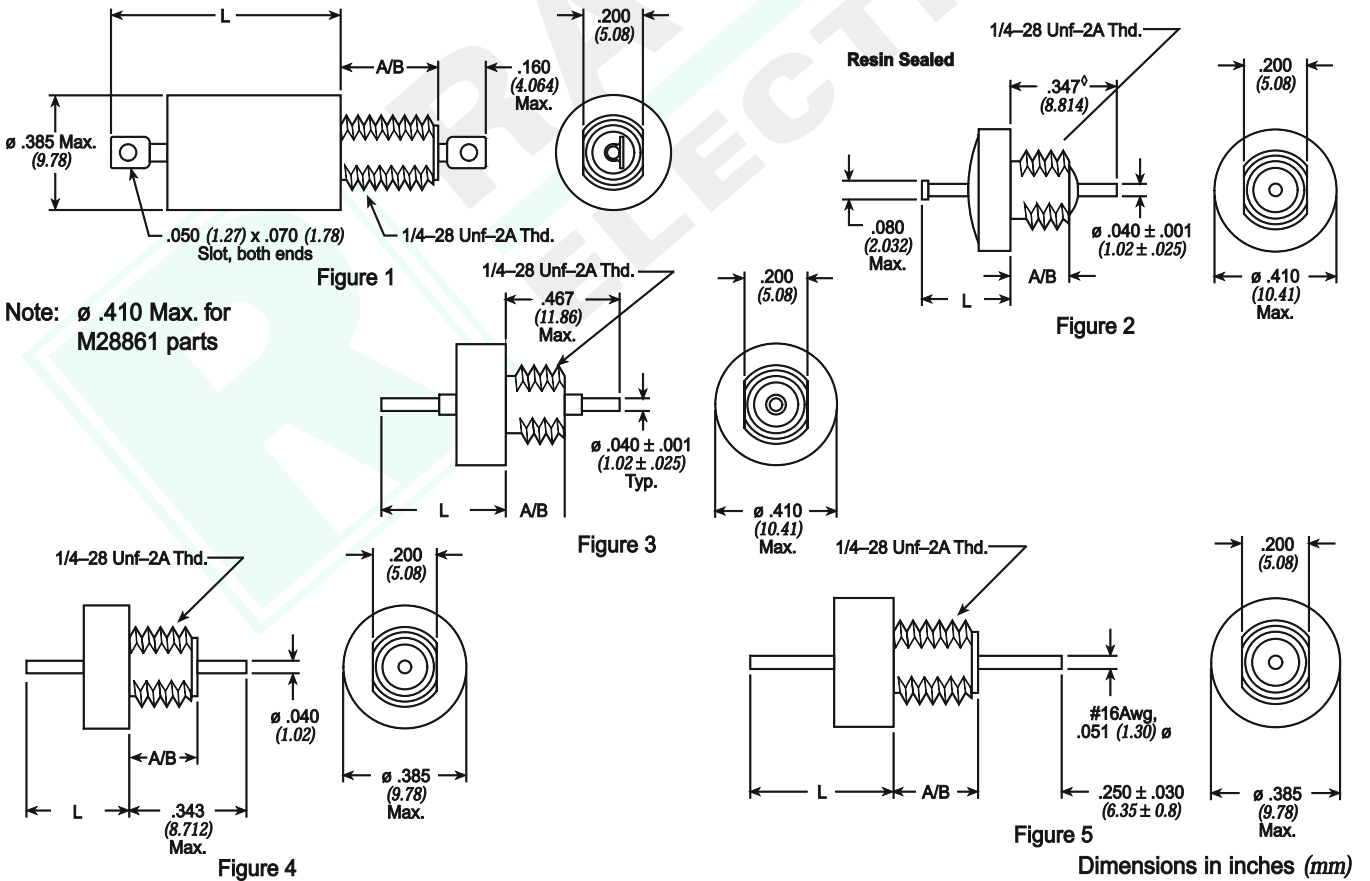 L
.200
(5.08)
A/B
.160
(4.064)
Max.
ø .385 Max.
(9.78)
.050 (1.27) x .070 (1.78)
Slot, both ends
1/4–28 Unf–2A Thd.
Figure 1
Note: ø .410 Max. for
M28861 parts
1/4–28 Unf–2A Thd.
Resin Sealed
.347◊
(8.814)
.200
(5.08)
.080
(2.032)
Max.
ø .040 ± .001
(1.02 ± .025)
A/B
L
ø .410
(10.41)
Max.
Figure 2
1/4–28 Unf–2A Thd.
.467
(11.86)
Max.
.200
(5.08)
ø .040 ± .001
(1.02 ± .025)
Typ.
L
A/B
ø .410
(10.41)
Max.
Figure 3
1/4–28 Unf–2A Thd.
.200
(5.08)
ø .040
(1.02)
A/B
L
.343
(8.712)
Max.
ø .385
(9.78)
Max.
Figure 4
1/4–28 Unf–2A Thd.
.200
(5.08)
#16Awg,
.051 (1.30) ø
L
A/B
.250 ± .030
(6.35 ± 0.8)
ø .385
(9.78)
Max.
Figure 5
Dimensions in inches (mm)